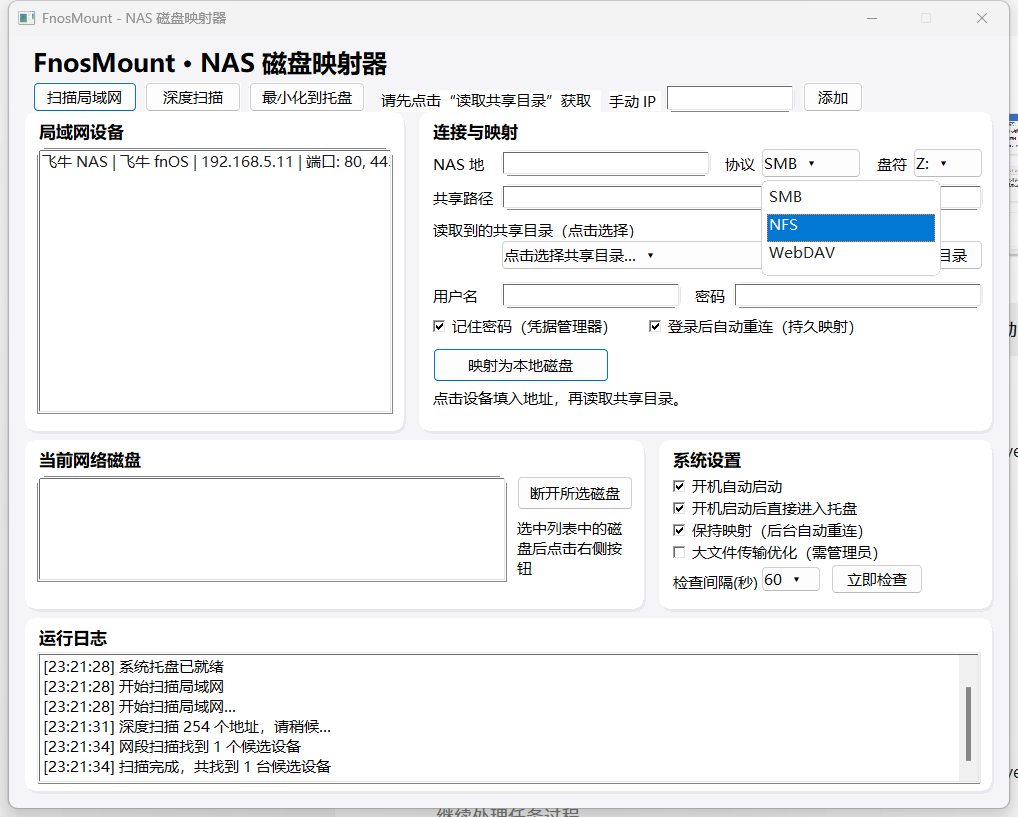 FnosMount - NAS 磁盘映射器
FnosMount • NAS 磁盘映射器
扫描局域网
深度扫描
最小化到托盘
请先点击“读取共享目录”获取
手动 IP
添加
局域网设备
飞牛 NAS | 飞牛 fnOS | 192.168.5.11 | 端口: 80, 44
连接与映射
NAS 地
协议
SMB
盘符
Z:
共享路径
SMB
NFS
WebDAV
读取到的共享目录（点击选择）
点击选择共享目录...
目录
用户名
密码
记住密码（凭据管理器）
登录后自动重连（持久映射）
映射为本地磁盘
点击设备填入地址，再读取共享目录。
当前网络磁盘
断开所选磁盘
选中列表中的磁
盘后点击右侧按
钮
系统设置
开机自动启动
开机启动后直接进入托盘
保持映射（后台自动重连）
大文件传输优化（需管理员）
检查间隔(秒)
60
立即检查
运行日志
[23:21:28] 系统托盘已就绪
[23:21:28] 开始扫描局域网
[23:21:28] 开始扫描局域网...
[23:21:31] 深度扫描 254 个地址，请稍候...
[23:21:34] 网段扫描找到 1 个候选设备
[23:21:34] 扫描完成，共找到 1 台候选设备
继续处理任务过程